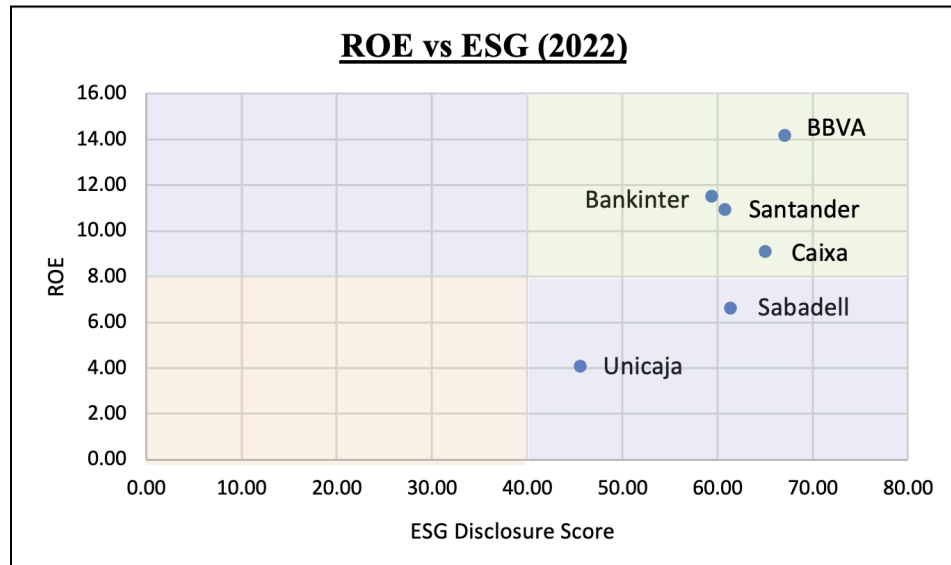 ROE vs ESG (2022)
16.00
14.00
12.00
10.00
8.00
6.00
4.00
2.00
0.00
ROE
BBVA
Bankinter
Santander
Caixa
Sabadell
Unicaja
0.00 10.00 20.00 30.00 40.00 50.00 60.00 70.00 80.00
ESG Disclosure Score